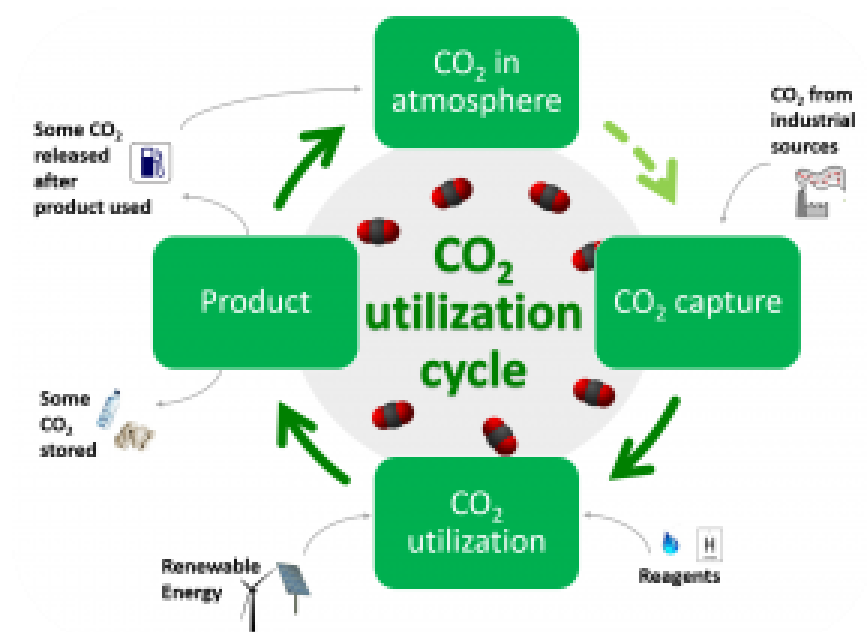 CO₂ in
atmosphere
CO₂ from
industrial
sources
Some CO₂
released
after
product used
CO₂
utilization
cycle
Product
CO₂ capture
Some
CO₂
stored
CO₂
utilization
Renewable
Energy
H
Reagents